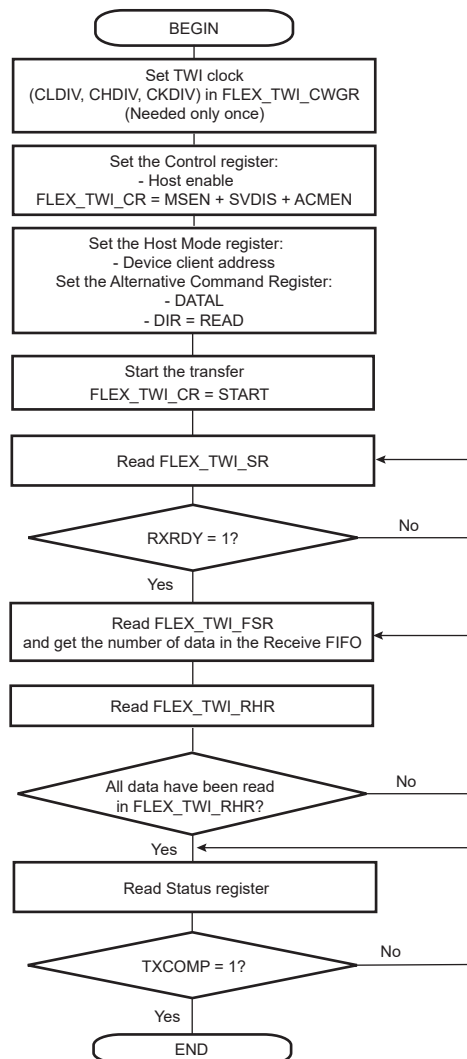 BEGIN
Set TWI clock
(CLDIV, CHDIV, CKDIV) in FLEX_TWI_CWGR
(Needed only once)
Set the Control register:
- Host enable
FLEX_TWI_CR = MSEN + SVDIS + ACMEN
Set the Host Mode register:
- Device client address
Set the Alternative Command Register:
- DATAL
- DIR = READ
Start the transfer
FLEX_TWI_CR = START
Read FLEX_TWI_SR
RXRDY = 1?
No
Yes
Read FLEX_TWI_FSR
and get the number of data in the Receive FIFO
Read FLEX_TWI_RHR
All data have been read
in FLEX_TWI_RHR?
No
Yes
Read Status register
TXCOMP = 1?
No
Yes
END